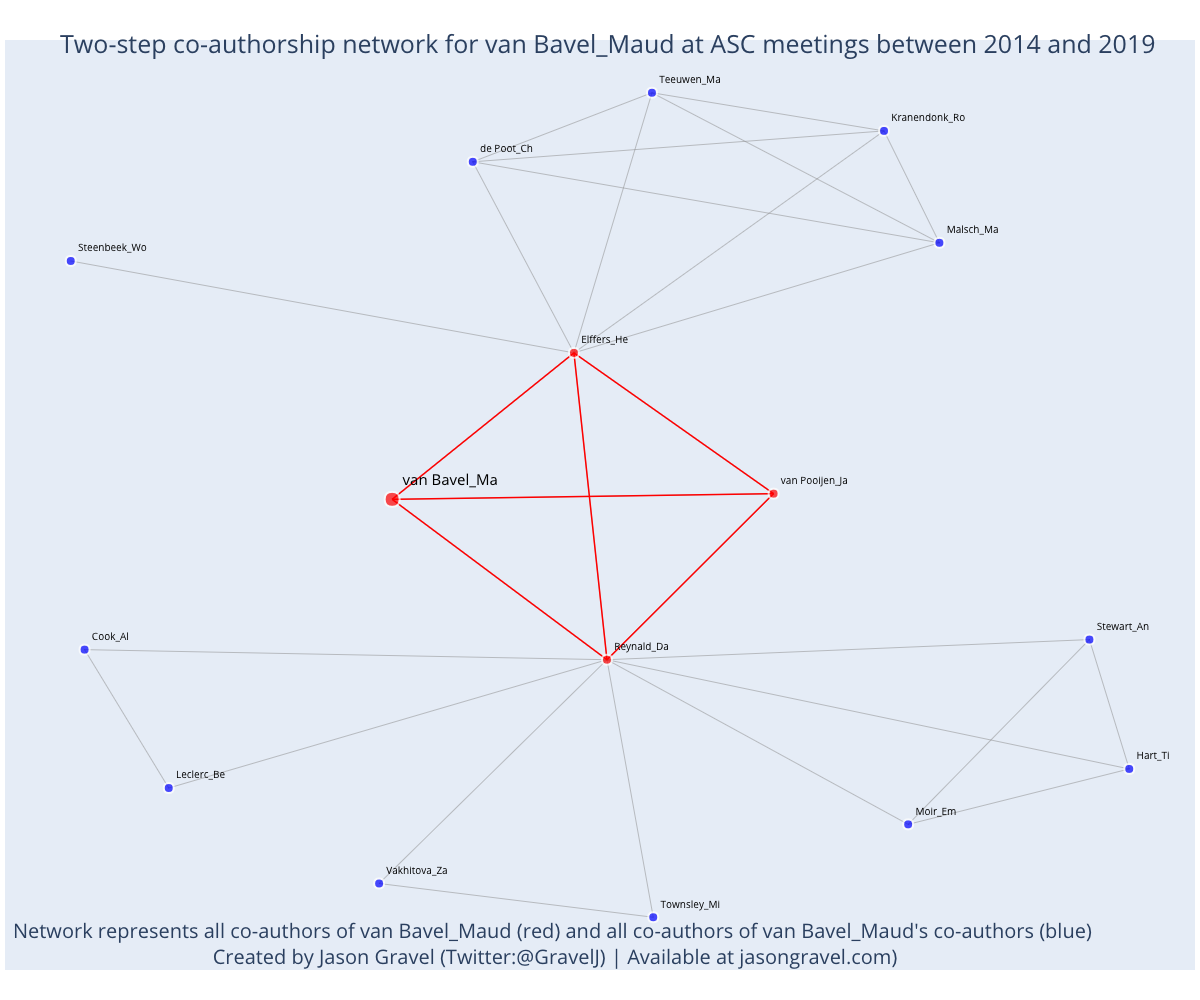 Two-step co-authorship network for van Bavel_Maud at ASC meetings between 2014 and 2019
Teeuwen_Ma
Kranendonk_Ro
de Poot_Ch
Malsch_Ma
Steenbeek_Wo
Elffers_He
van Bavel_Ma
van Pooijen_Ja
Stewart_An
Cook_Al
Reynald_Da
Hart_Ti
Leclerc_Be
Moir_Em
Vakhitova_Za
Townsley_Mi
Network represents all co-authors of van Bavel_Maud (red) and all co-authors of van Bavel_Maud's co-authors (blue)
Created by Jason Gravel (Twitter:@GravelJ) | Available at jasongravel.com)